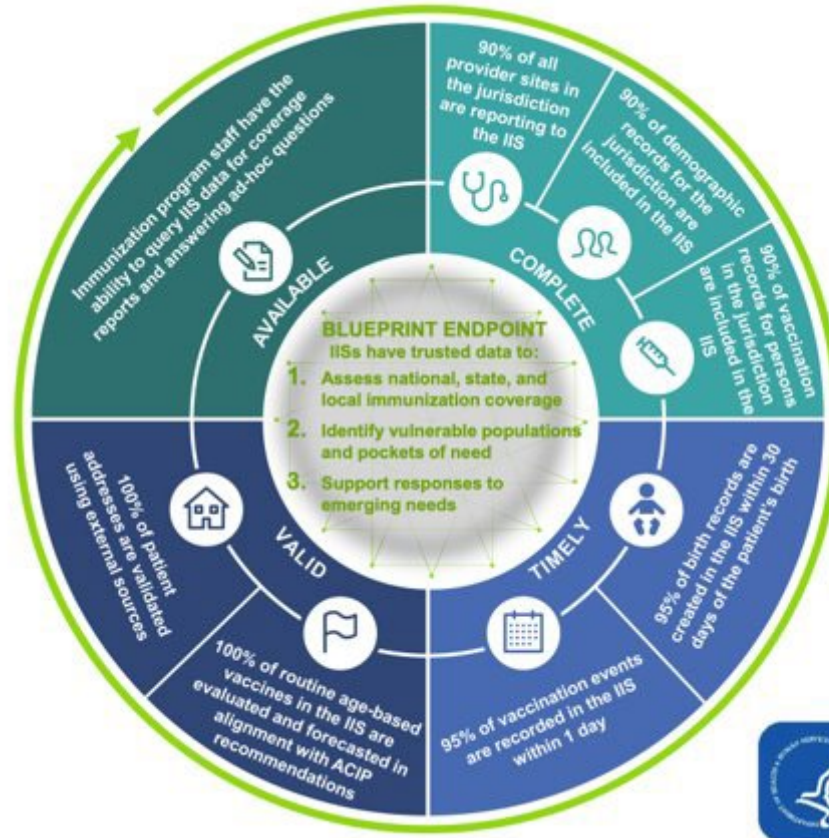 Immunization program staff have the
ability to query IIS data for coverage
reports and answering ad-hoc questions
AVAILABLE
90% of all
provider sites in
the jurisdiction
are reporting to
the IIS
90% of demographic
records for the
jurisdiction are
included in the IIS
90% of vaccination
records for persons
in the jurisdiction
are included in the
IIS
COMPLETE
BLUEPRINT ENDPOINT
IISs have trusted data to:
1. Assess national, state, and
local immunization coverage
2. Identify vulnerable populations
and pockets of need
3. Support responses to
emerging needs
95% of birth records are
created in the IIS within 30
days of the patient's birth
95% of vaccination events
are recorded in the IIS
within 1 day
TIMELY
100% of routine age-based
vaccines in the IIS are
evaluated and forecasted in
alignment with ACIP
recommendations
100% of patient
addresses are validated
using external sources
VALID